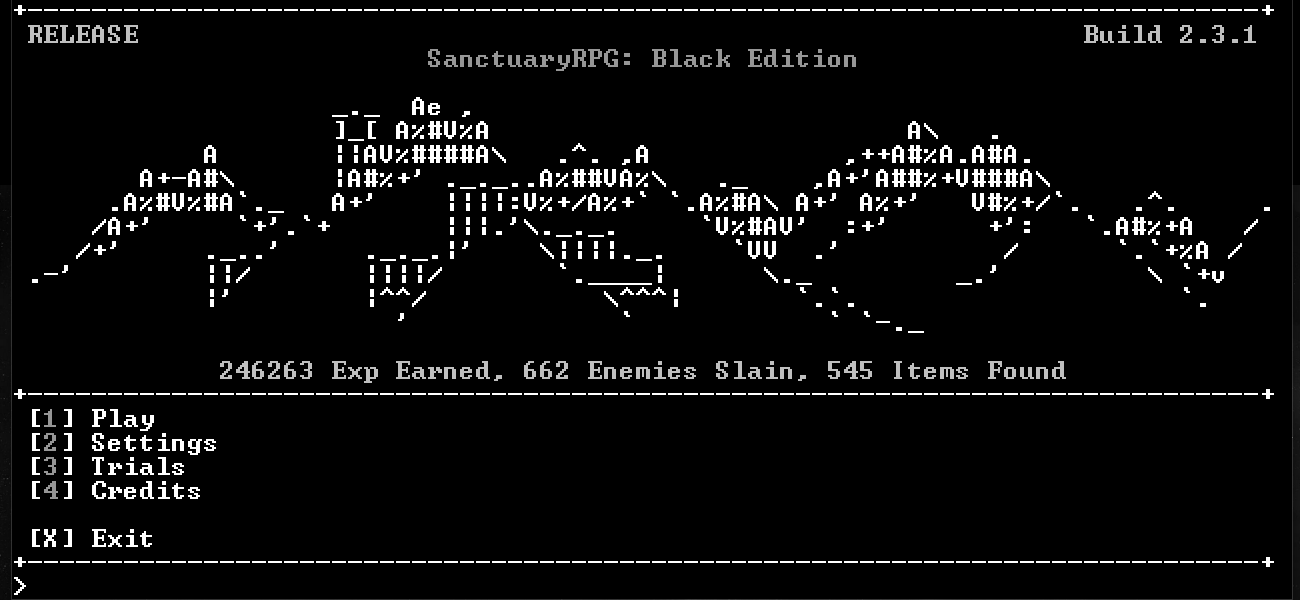 RELEASE Build 2.3.1
SanctuaryRPG: Black Edition
246263 Exp Earned, 662 Enemies Slain, 545 Items Found
[1] Play
[2] Settings
[3] Trials
[4] Credits
[X] Exit
>